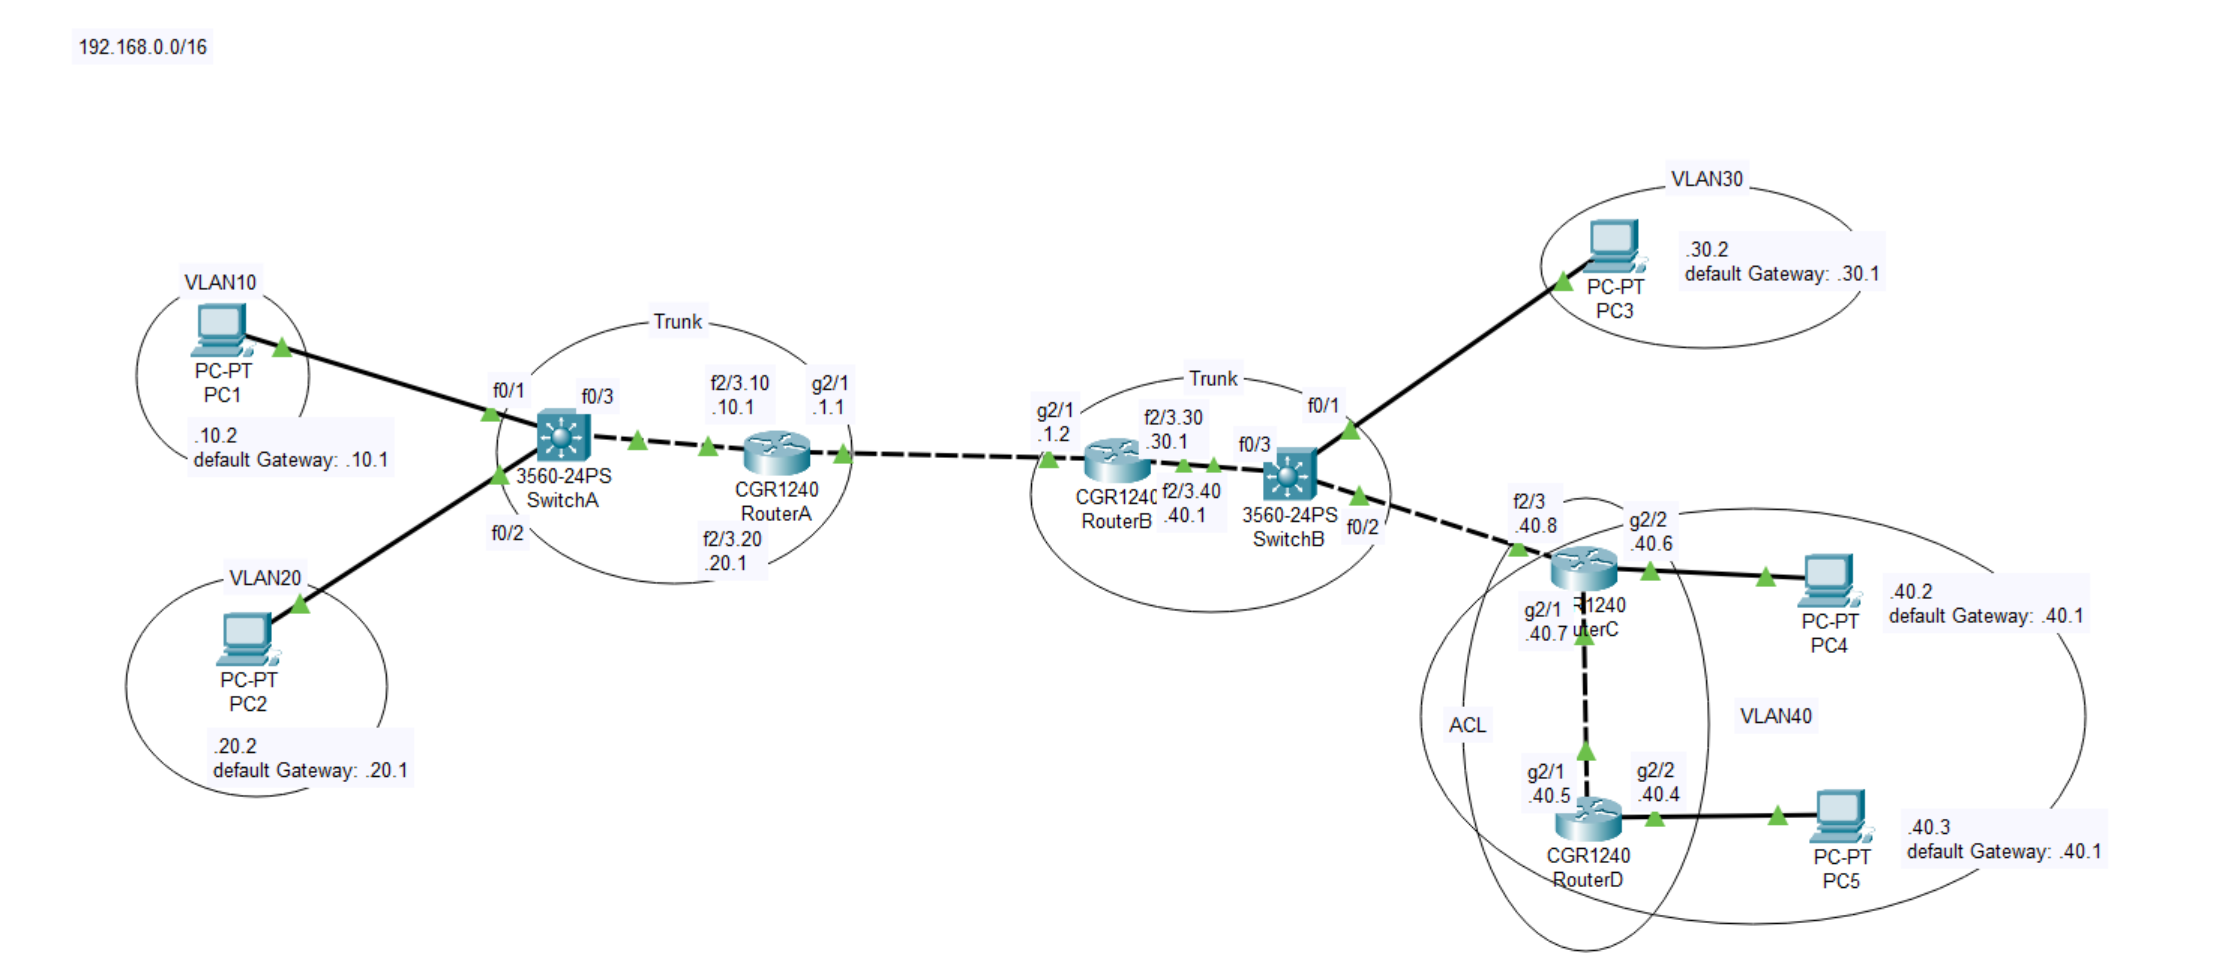 192.168.0.0/16
VLAN10
PC-PT
PC1
.10.2
default Gateway: .10.1
VLAN20
PC-PT
PC2
.20.2
default Gateway: .20.1
Trunk
f0/1
f0/3
f0/2
3560-24PS
SwitchA
f2/3.10
.10.1
g2/1
.1.1
CGR1240
RouterA
f2/3.20
.20.1
Trunk
g2/1
.1.2
f2/3.30
.30.1
CGR1240
RouterB
f2/3.40
.40.1
f0/3
f0/1
f0/2
3560-24PS
SwitchB
VLAN30
PC-PT
PC3
.30.2
default Gateway: .30.1
f2/3
.40.8
g2/2
.40.6
g2/1
.40.7
R1240
uterC
PC-PT
PC4
.40.2
default Gateway: .40.1
ACL
VLAN40
g2/1
.40.5
g2/2
.40.4
CGR1240
RouterD
PC-PT
PC5
.40.3
default Gateway: .40.1